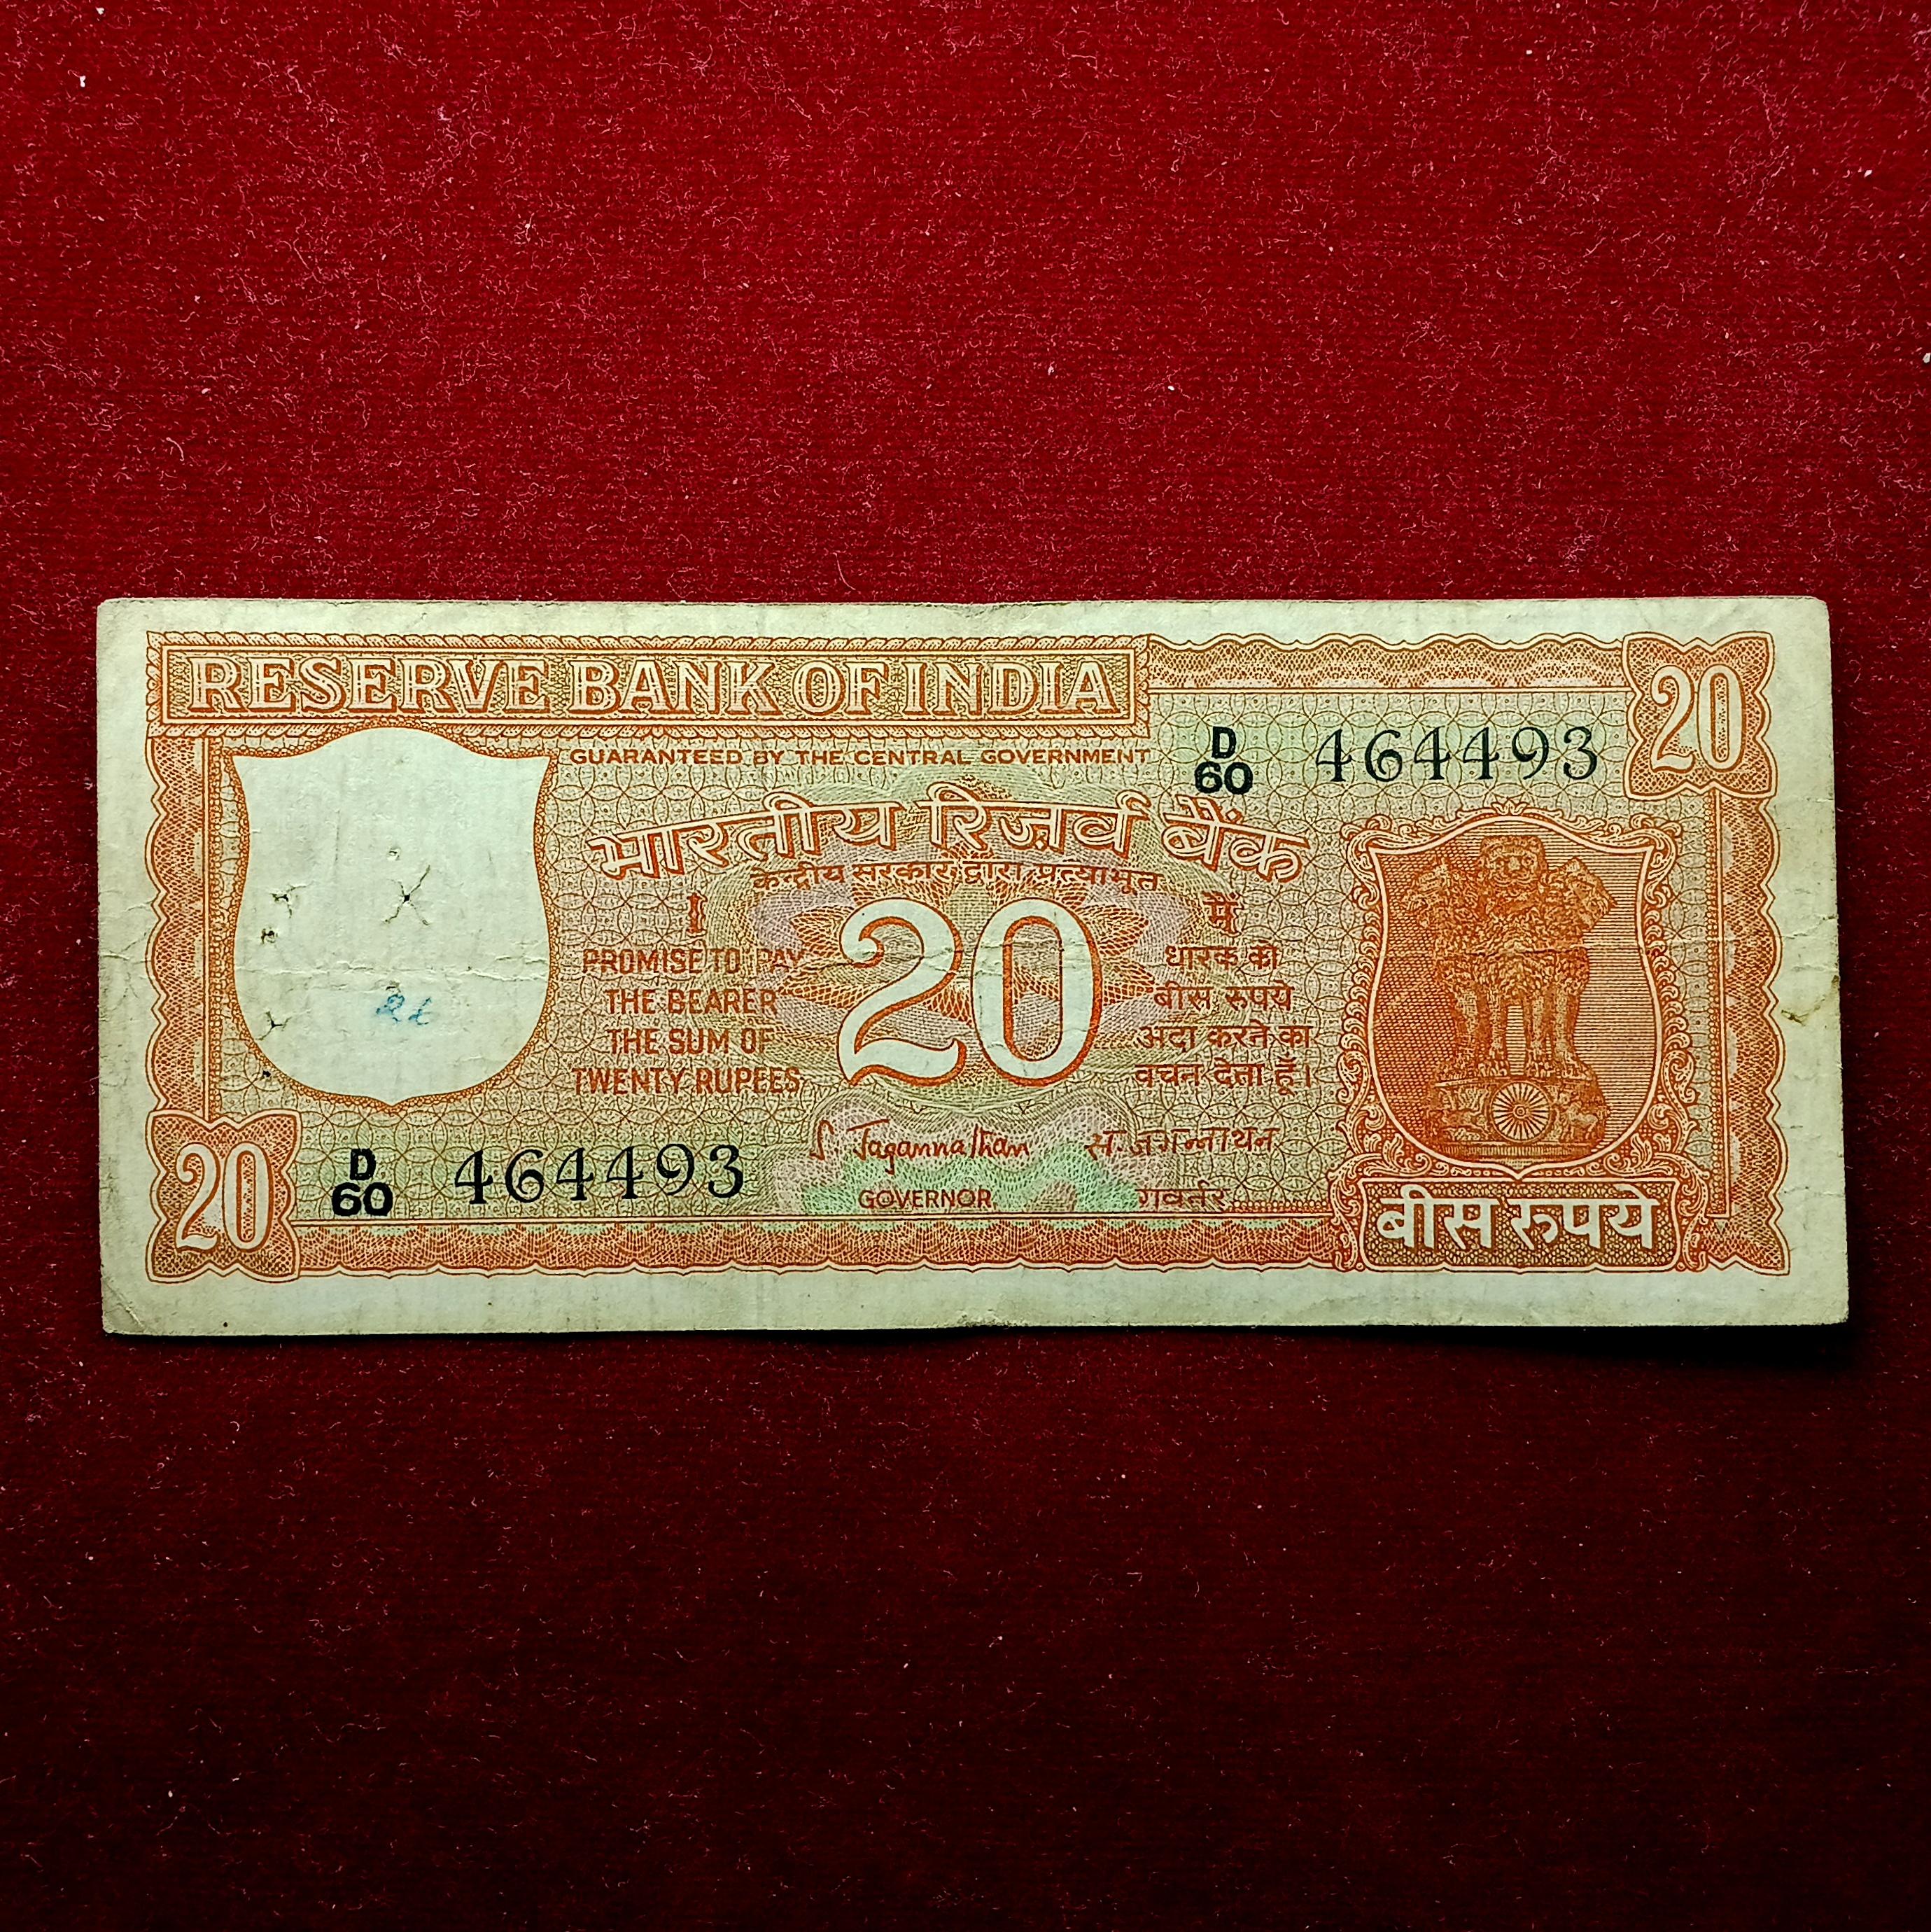 RESERVE BANK OF INDIA
20
GUARANTEED BY THE CENTRAL GOVERNMENT
D
60 464493
भारतीय रिज़र्व बैंक
केन्द्रीय सरकार द्वारा प्रत्याभूत
I
PROMISE TO PAY
THE BEARER
THE SUM OF
TWENTY RUPEES
20
मैं
धारक को
बीस रुपये
अदा करने का
वचन देता हूँ।
S. Jagannathan
स. जगन्नाथन
GOVERNOR
गवर्नर
20
D
60 464493
बीस रुपये